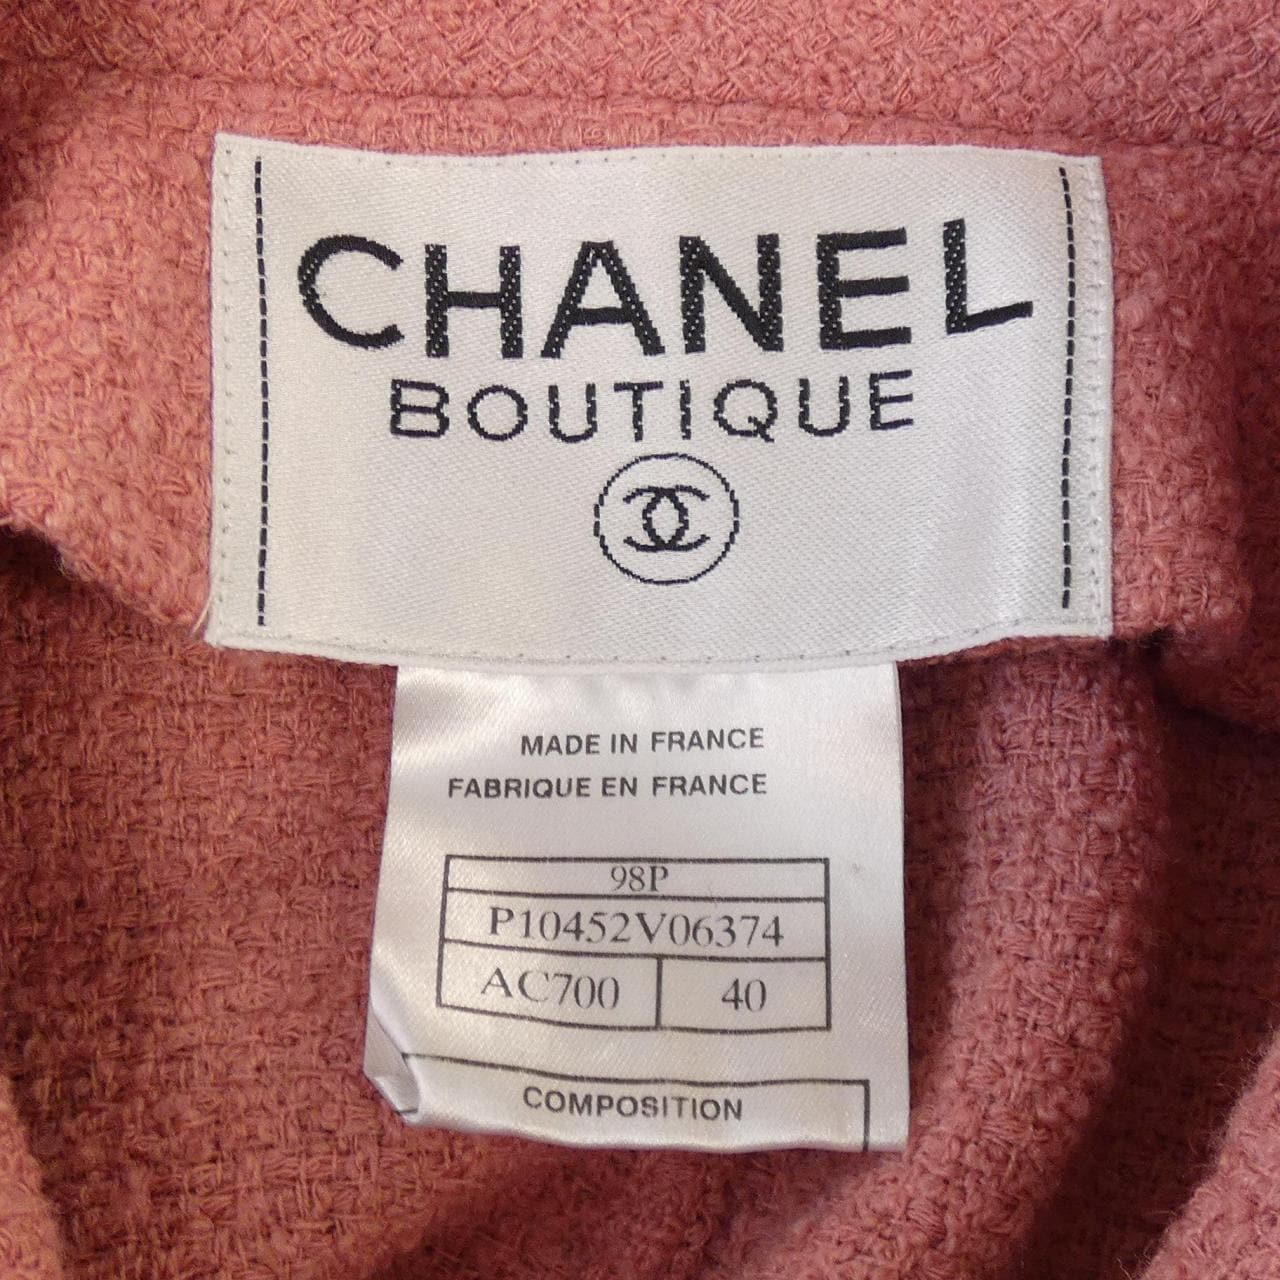 CHANEL
BOUTIQUE
MADE IN FRANCE
FABRIQUE EN FRANCE
98P
P10452V06374
AC700 40
COMPOSITION